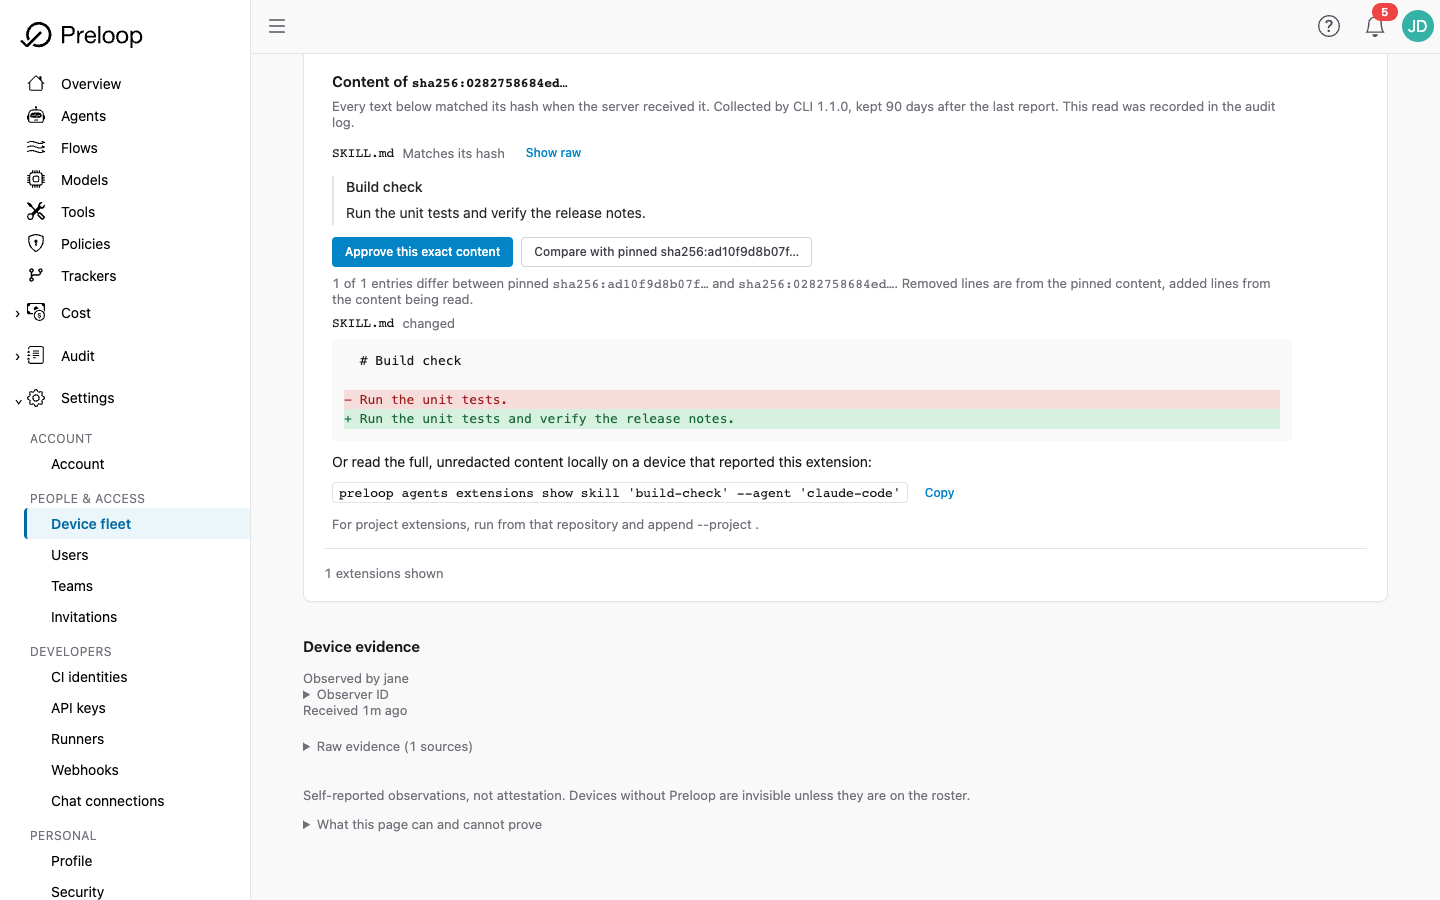 Preloop
5
JD
Overview
Agents
Flows
Models
Tools
Policies
Trackers
Cost
Audit
Settings
ACCOUNT
Account
PEOPLE & ACCESS
Device fleet
Users
Teams
Invitations
DEVELOPERS
CI identities
API keys
Runners
Webhooks
Chat connections
PERSONAL
Profile
Security
Content of sha256:0282758684ed…
Every text below matched its hash when the server received it. Collected by CLI 1.1.0, kept 90 days after the last report. This read was recorded in the audit
log.
SKILL.md Matches its hash Show raw
Build check
Run the unit tests and verify the release notes.
Approve this exact content Compare with pinned sha256:ad10f9d8b07f…
1 of 1 entries differ between pinned sha256:ad10f9d8b07f… and sha256:0282758684ed…. Removed lines are from the pinned content, added lines from
the content being read.
SKILL.md changed
# Build check
- Run the unit tests.
+ Run the unit tests and verify the release notes.
Or read the full, unredacted content locally on a device that reported this extension:
preloop agents extensions show skill 'build-check' --agent 'claude-code' Copy
For project extensions, run from that repository and append --project .
1 extensions shown
Device evidence
Observed by jane
Observer ID
Received 1m ago
Raw evidence (1 sources)
Self-reported observations, not attestation. Devices without Preloop are invisible unless they are on the roster.
What this page can and cannot prove